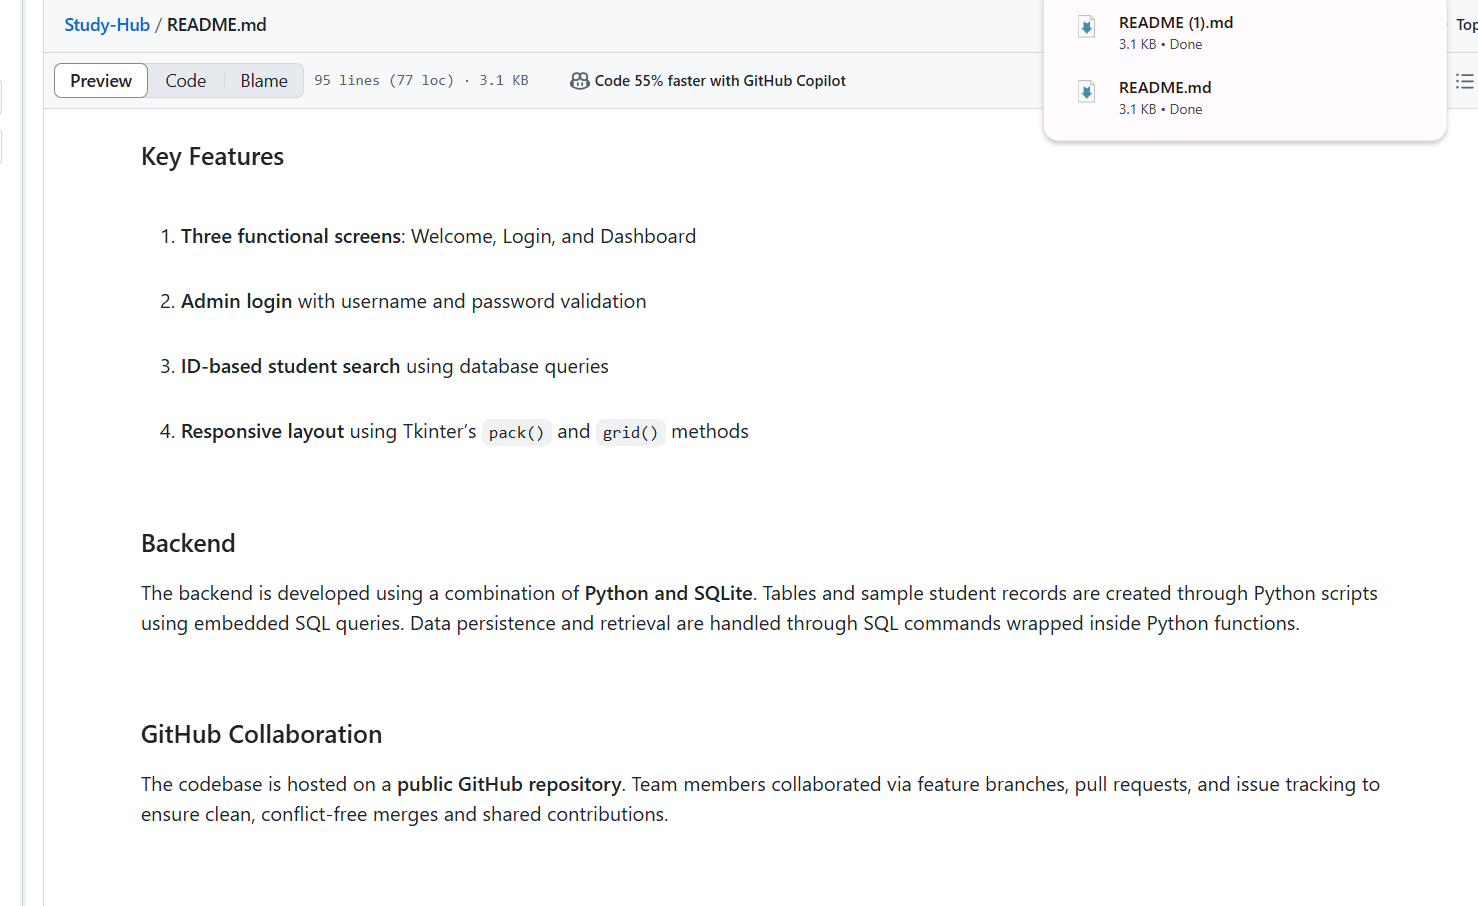 Study-Hub / README.md
Preview Code Blame 95 lines (77 loc) · 3.1 KB Code 55% faster with GitHub Copilot
README (1).md
3.1 KB • Done
README.md
3.1 KB • Done
Top
Key Features
1. Three functional screens: Welcome, Login, and Dashboard
2. Admin login with username and password validation
3. ID-based student search using database queries
4. Responsive layout using Tkinter’s pack() and grid() methods
Backend
The backend is developed using a combination of Python and SQLite. Tables and sample student records are created through Python scripts
using embedded SQL queries. Data persistence and retrieval are handled through SQL commands wrapped inside Python functions.
GitHub Collaboration
The codebase is hosted on a public GitHub repository. Team members collaborated via feature branches, pull requests, and issue tracking to
ensure clean, conflict-free merges and shared contributions.